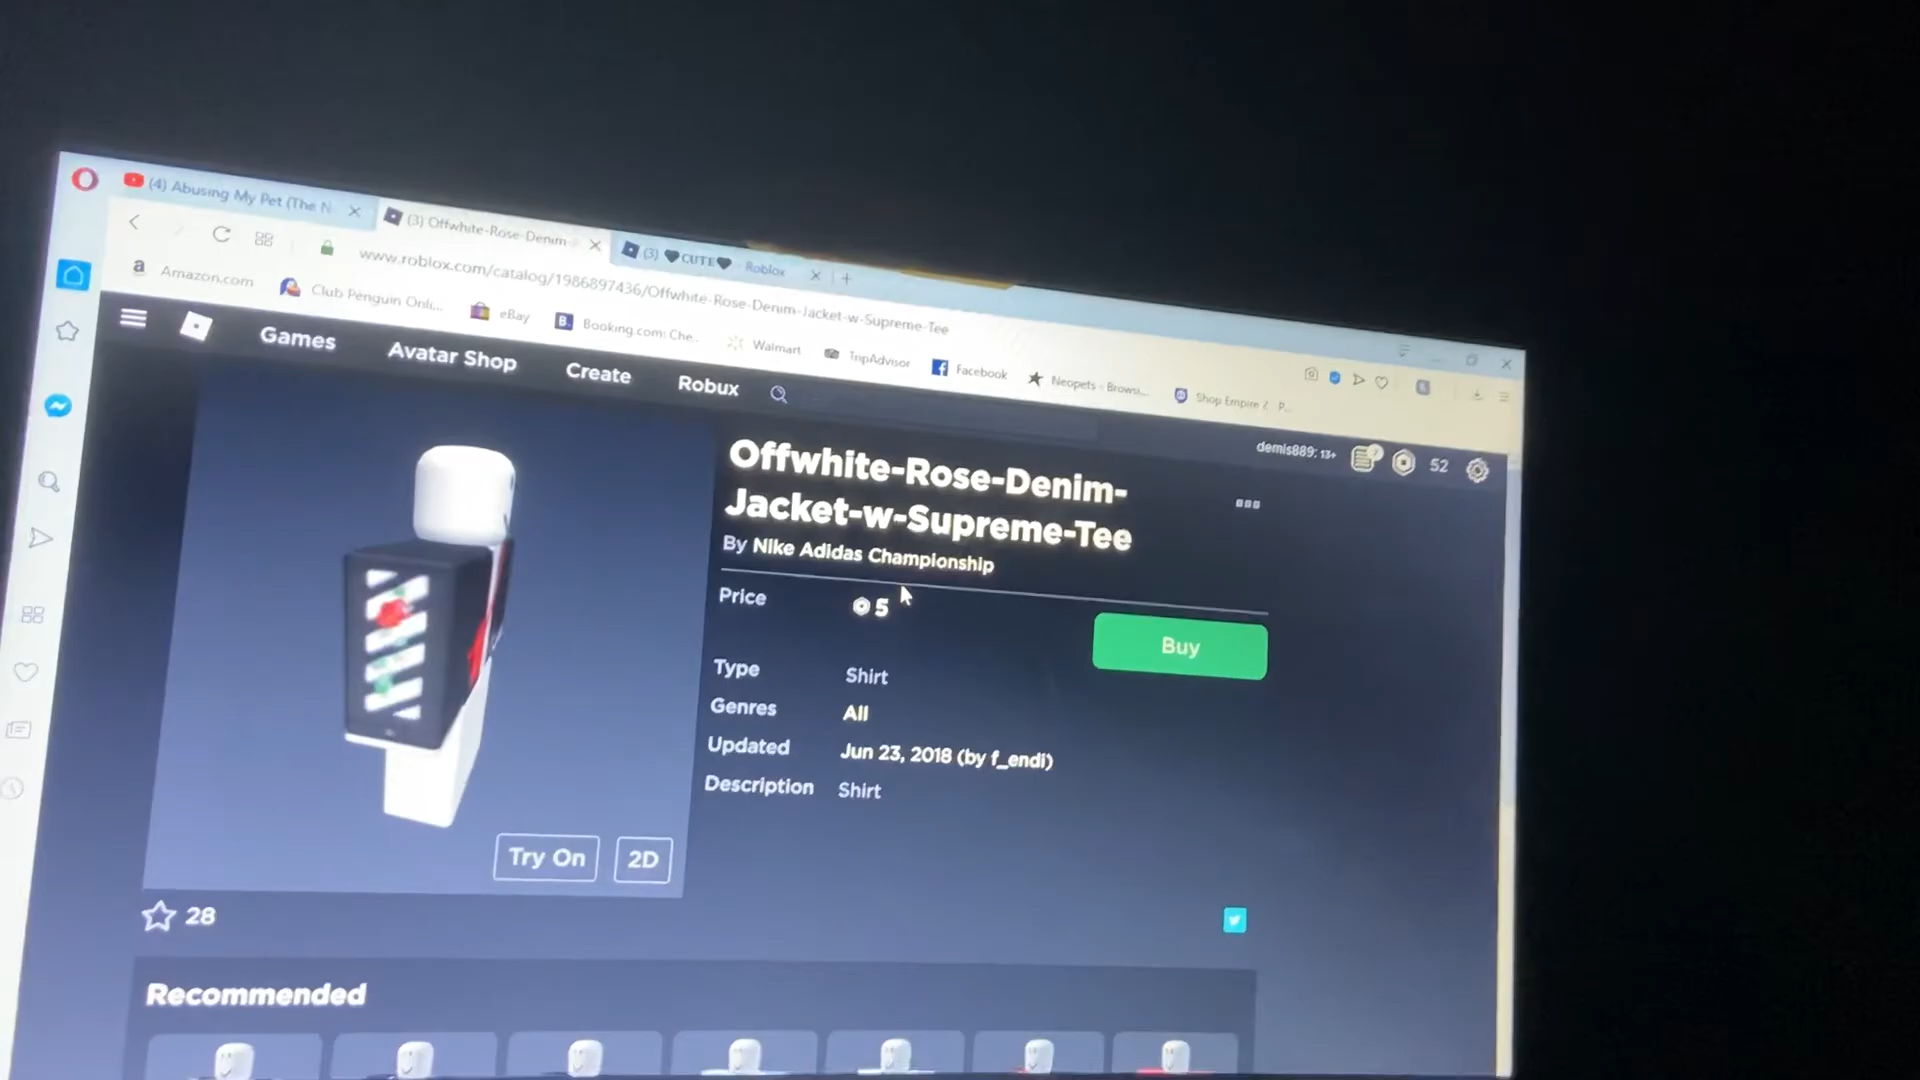 (4) Abusing My Pet (The N
(3) Offwhite-Rose-Denim-
(3) 🖤CUTE🖤 - Roblox
www.roblox.com/catalog/1986897436/Offwhite-Rose-Denim-Jacket-w-Supreme-Tee
Amazon.com
Club Penguin Onli...
eBay
Booking.com: Che..
Walmart
TripAdvisor
Facebook
Neopets - Brows...
Shop Empire 2 - P...
Games
Avatar Shop
Create
Robux
demis889: 13+
52
Offwhite-Rose-Denim-
Jacket-w-Supreme-Tee
By Nike Adidas Championship
Price 5
Buy
Type Shirt
Genres All
Updated Jun 23, 2018 (by f_endi)
Description Shirt
Try On
2D
28
Recommended